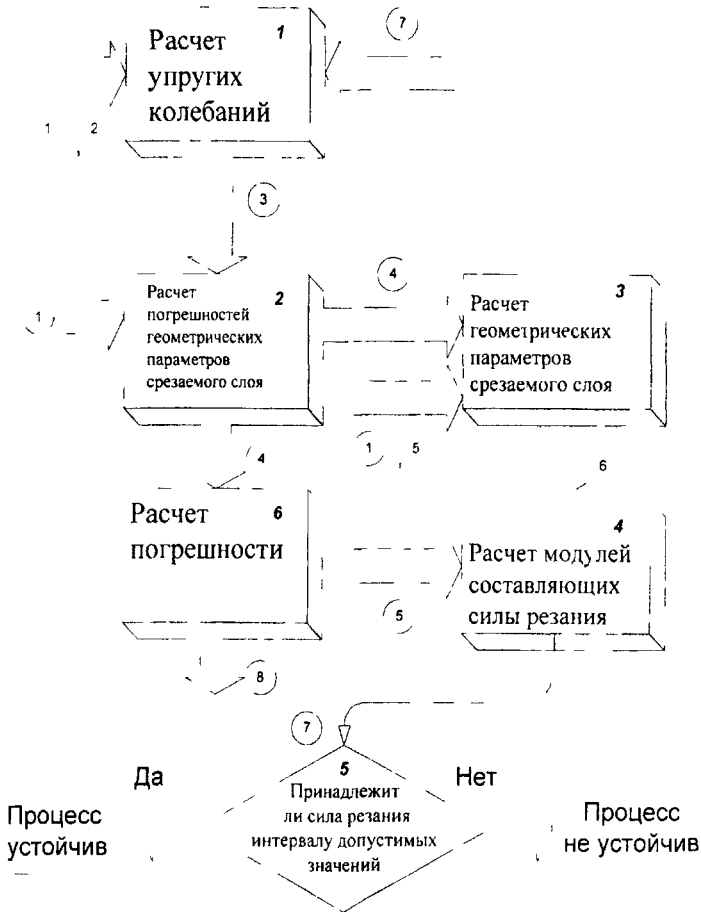 Расчет
упругих
колебаний
1
7
1
2
,
3
Расчет
погрешностей
геометрических
параметров
срезаемого слоя
2
1
4
Расчет
геометрических
параметров
срезаемого слоя
3
1
,
5
4
6
Расчет
погрешности
6
Расчет модулей
составляющих
силы резания
4
5
8
7
5
Принадлежит
ли сила резания
интервалу допустимых
значений
Да
Нет
Процесс
устойчив
Процесс
не устойчив